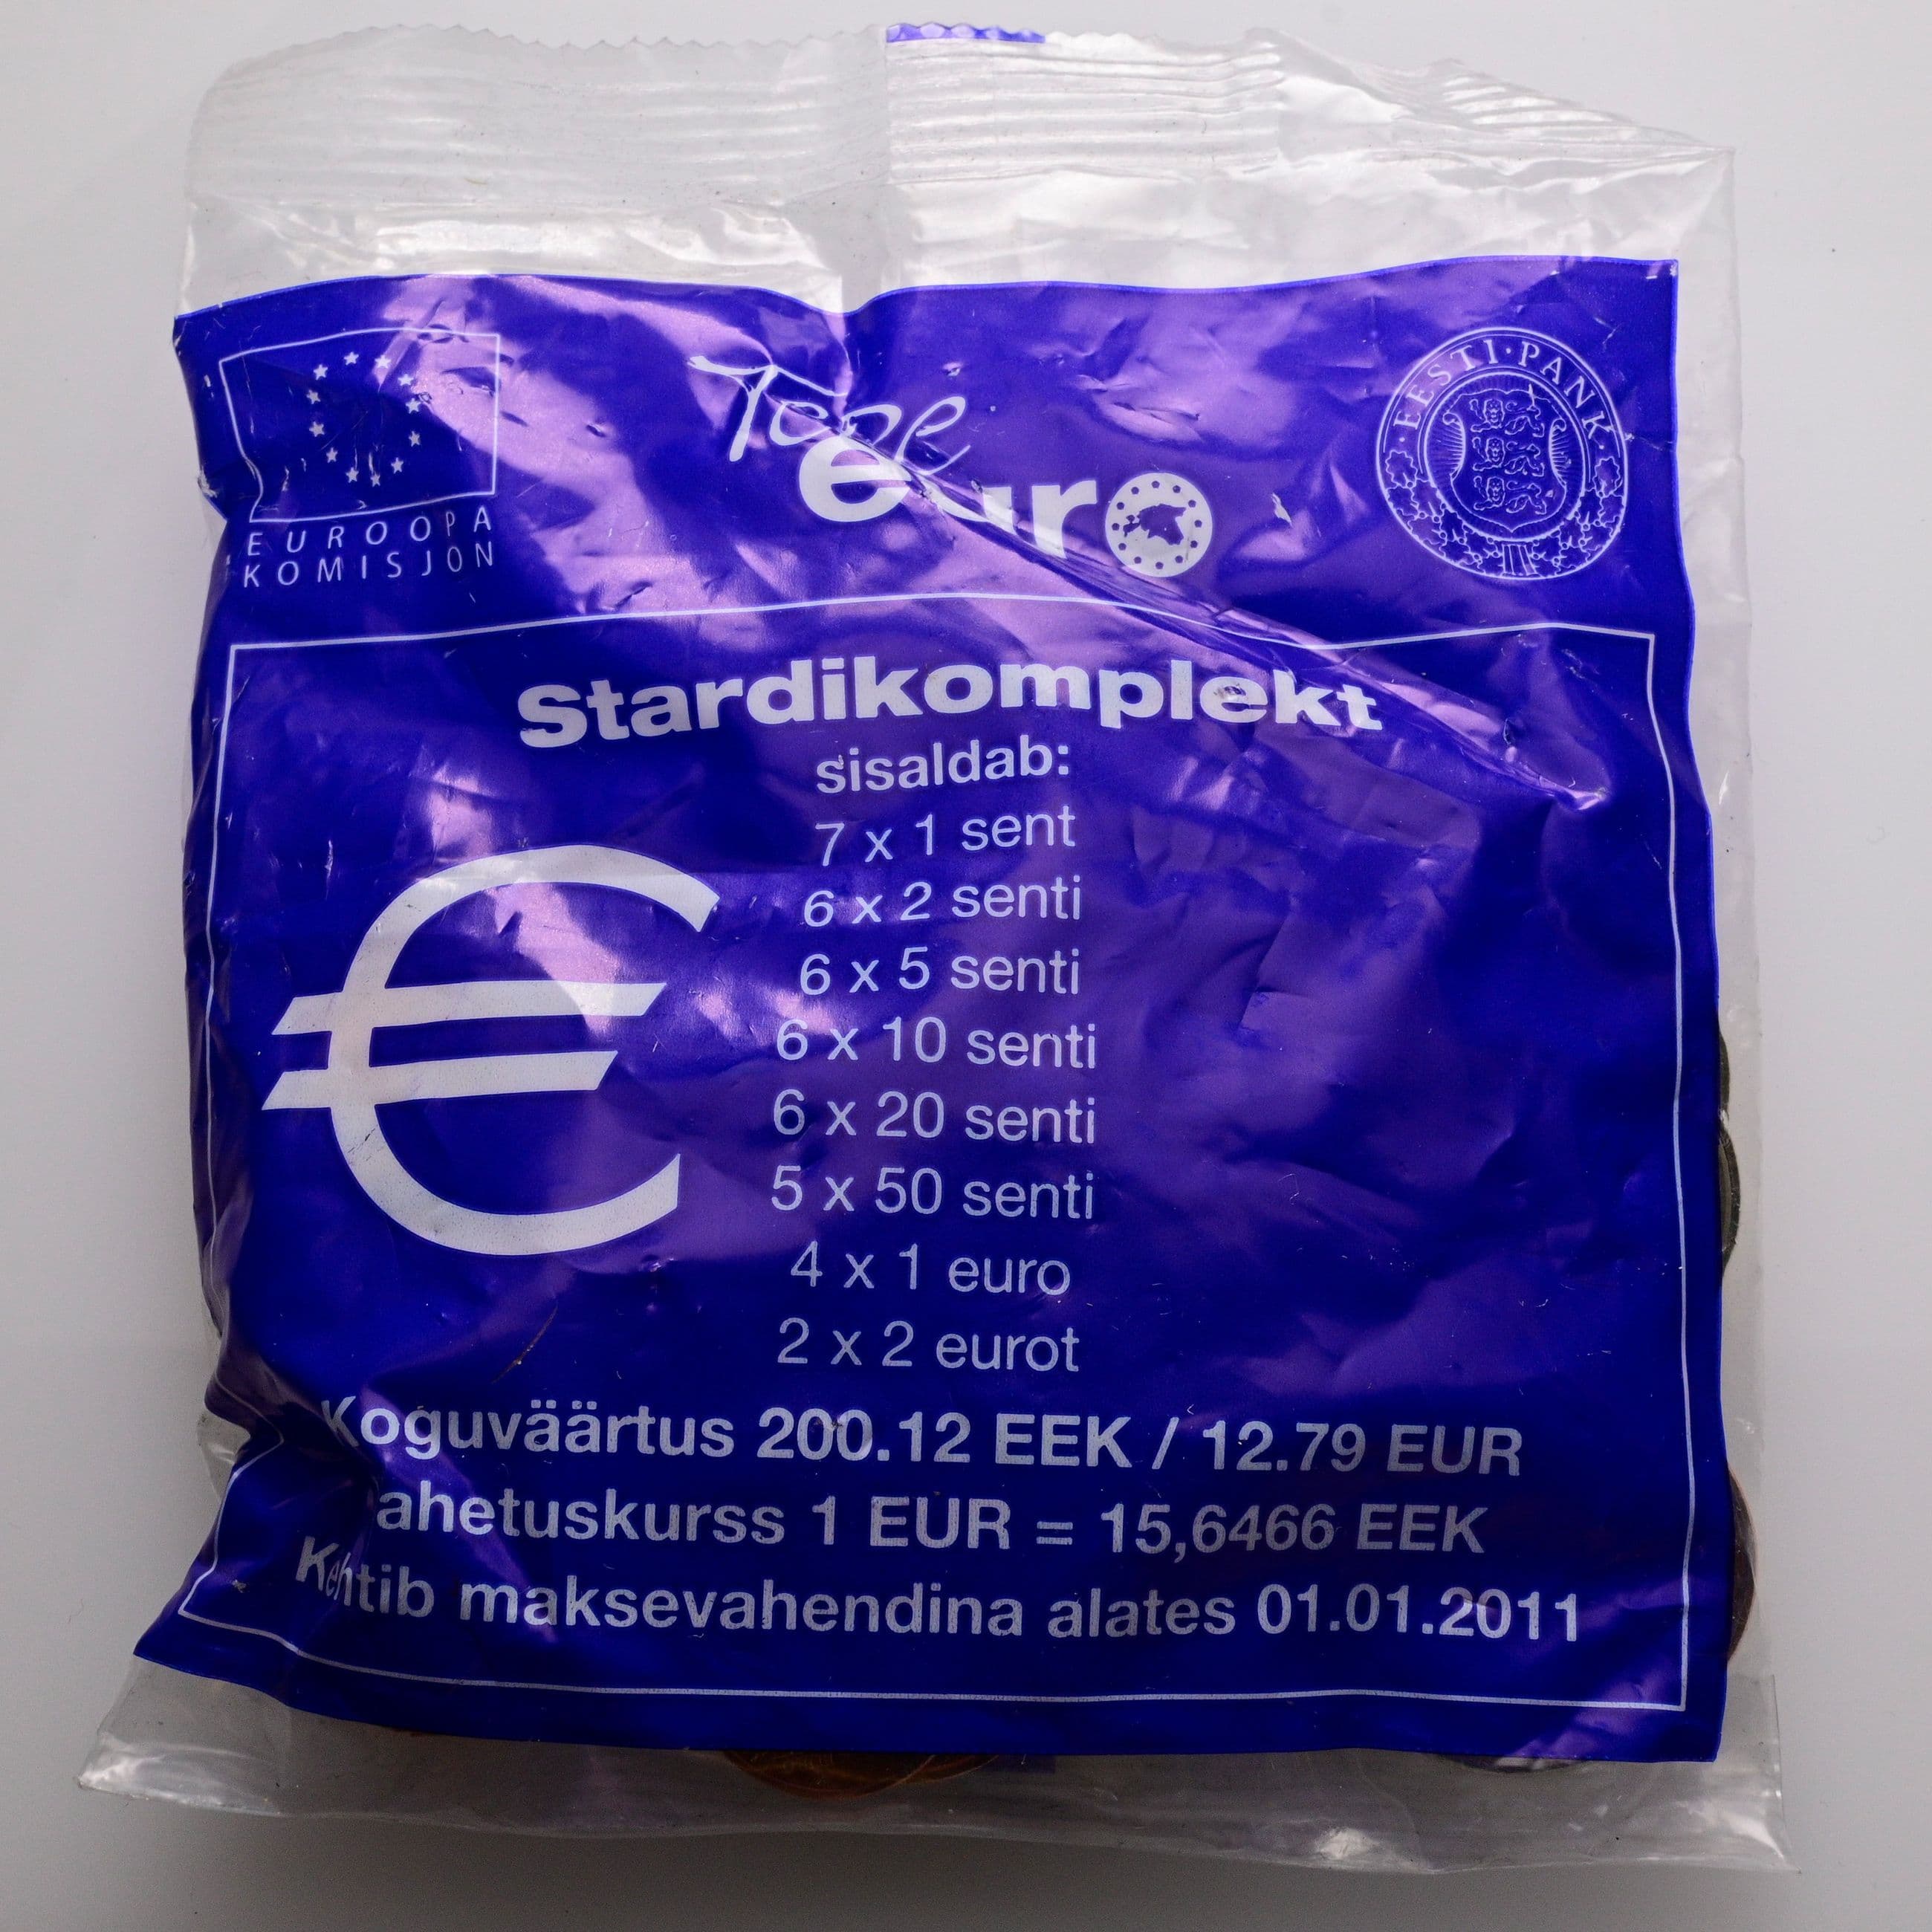 EUROOPA
KOMISJON
Tere
euro
EESTI·PANK
Stardikomplekt
sisaldab:
7 x 1 sent
6 x 2 senti
6 x 5 senti
6 x 10 senti
6 x 20 senti
5 x 50 senti
4 x 1 euro
2 x 2 eurot
€
Koguväärtus 200.12 EEK / 12.79 EUR
ahetuskurss 1 EUR = 15,6466 EEK
Kehtib maksevahendina alates 01.01.2011